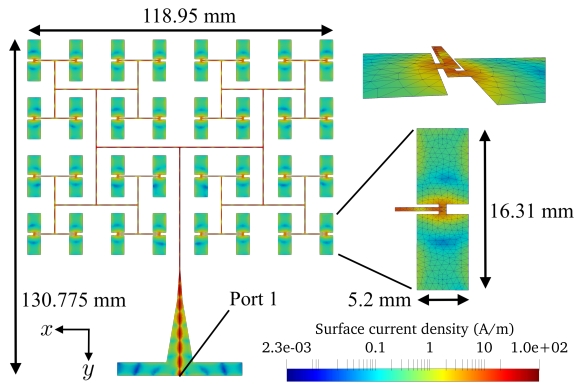 118.95 mm
130.775 mm
Port 1
x
y
16.31 mm
5.2 mm
Surface current density (A/m)
2.3e-03 0.1 1 10 1.0e+02